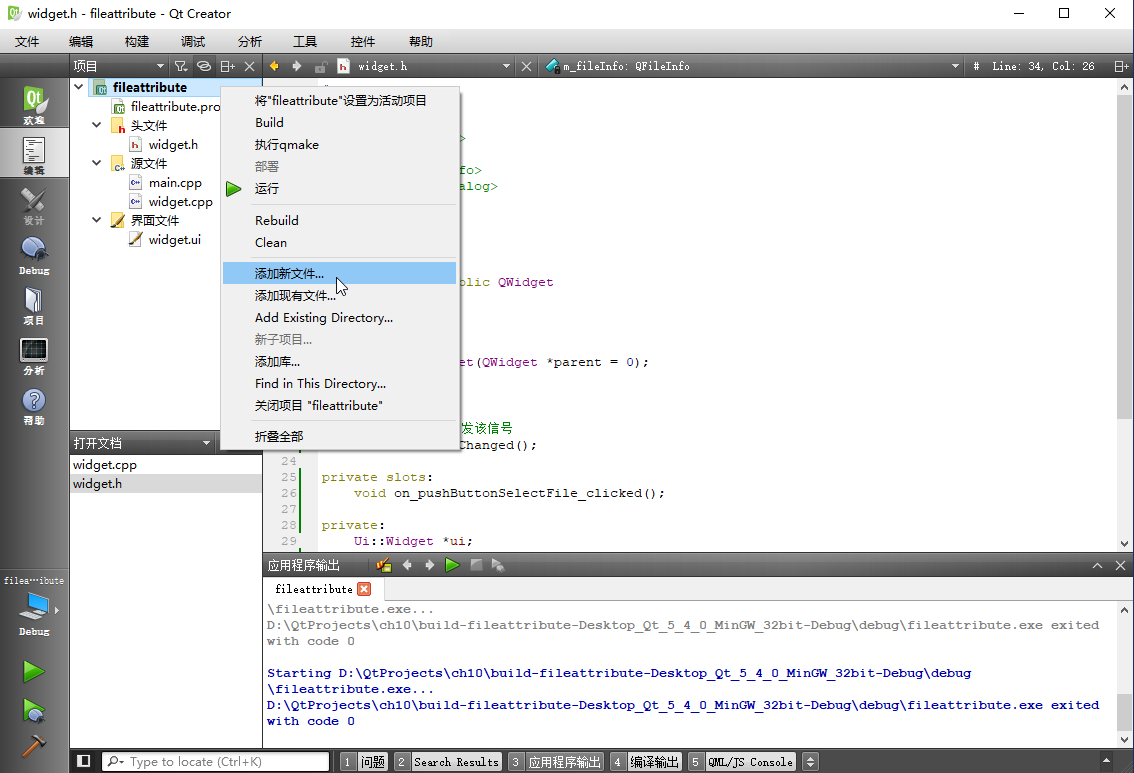 widget.h - fileattribute - Qt Creator
文件 编辑 构建 调试 分析 工具 控件 帮助
项目 widget.h m_fileInfo: QFileInfo # Line: 34, Col: 26
欢迎
编辑
设计
Debug
项目
分析
帮助
fileattribute
fileattribute.pro
头文件
widget.h
源文件
main.cpp
widget.cpp
界面文件
widget.ui
将"fileattribute"设置为活动项目
Build
执行qmake
部署
运行
Rebuild
Clean
添加新文件...
添加现有文件...
Add Existing Directory...
新子项目...
添加库...
Find in This Directory...
关闭项目 "fileattribute"
折叠全部
>
fo>
alog>
blic QWidget
et(QWidget *parent = 0);
发该信号
Changed();
24
25 private slots:
26 void on_pushButtonSelectFile_clicked();
27
28 private:
29 Ui::Widget *ui;
打开文档
widget.cpp
widget.h
应用程序输出
fileattribute
\fileattribute.exe...
D:\QtProjects\ch10\build-fileattribute-Desktop_Qt_5_4_0_MinGW_32bit-Debug\debug\fileattribute.exe exited
with code 0
Starting D:\QtProjects\ch10\build-fileattribute-Desktop_Qt_5_4_0_MinGW_32bit-Debug\debug
\fileattribute.exe...
D:\QtProjects\ch10\build-fileattribute-Desktop_Qt_5_4_0_MinGW_32bit-Debug\debug\fileattribute.exe exited
with code 0
filea···ibute
Debug
Type to locate (Ctrl+K) 1 问题 2 Search Results 3 应用程序输出 4 编译输出 5 QML/JS Console